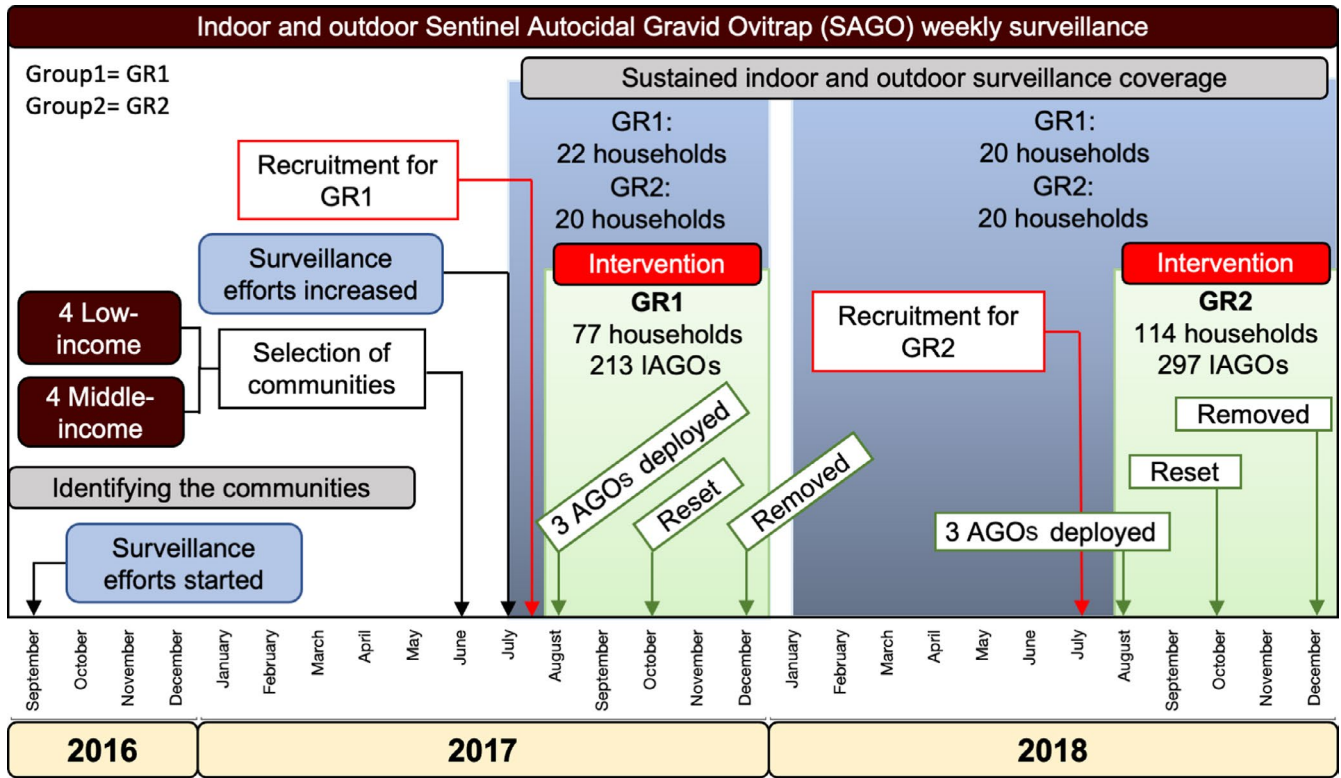 Indoor and outdoor Sentinel Autocidal Gravid Ovitrap (SAGO) weekly surveillance
Group1= GR1
Group2= GR2
Sustained indoor and outdoor surveillance coverage
GR1:
22 households
GR2:
20 households
GR1:
20 households
GR2:
20 households
Recruitment for
GR1
Surveillance
efforts increased
4 Low-
income
4 Middle-
income
Selection of
communities
Intervention
GR1
77 households
213 IAGOs
Recruitment for
GR2
Intervention
GR2
114 households
297 IAGOs
Identifying the communities
Surveillance
efforts started
3 AGOs deployed
Reset
Removed
3 AGOs deployed
Reset
Removed
September
October
November
December
January
February
March
April
May
June
July
August
September
October
November
December
January
February
March
April
May
June
July
August
September
October
November
December
2016
2017
2018